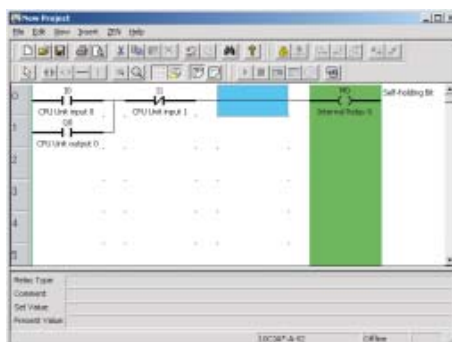 New Project
File Edit View Insert ZEN Help
0
I0
I1
M0
Self-holding Bit
CPU Unit input 0
CPU Unit input 1
Internal Relay 0
1
Q0
CPU Unit output 0
2
3
4
5
Relay Type
Comment
Set Value
Present Value
Offline